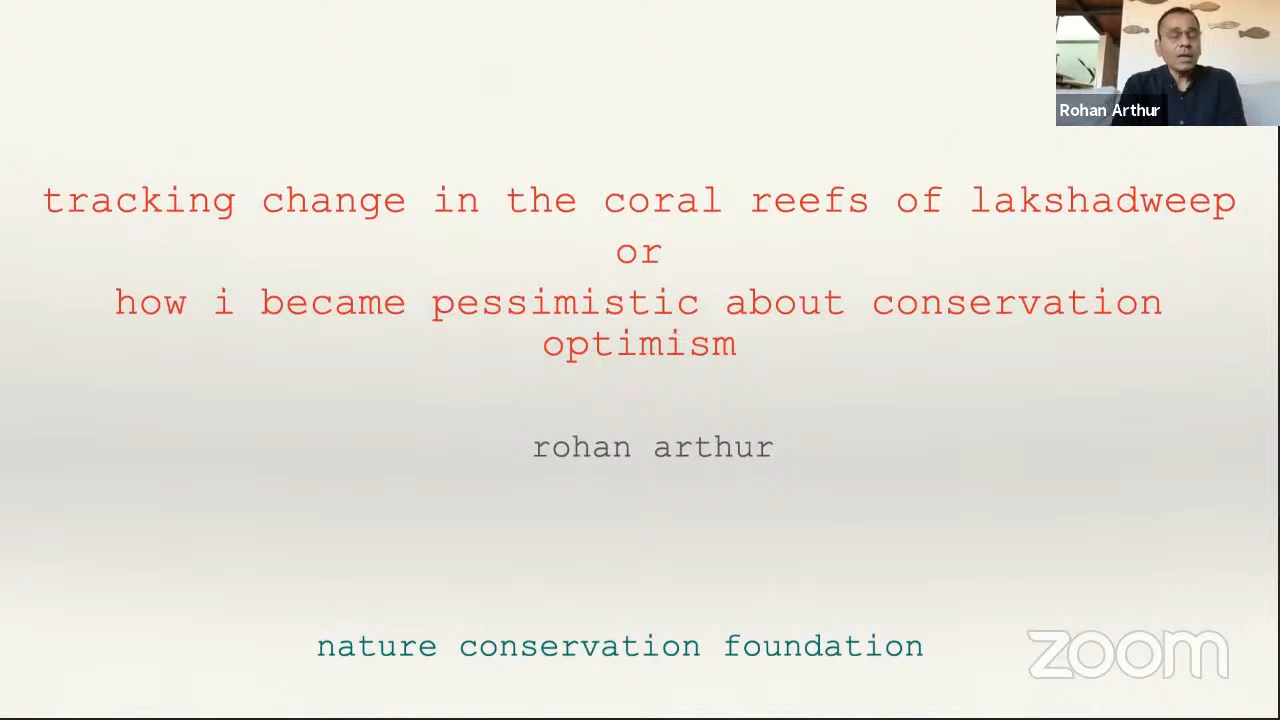 Rohan Arthur
tracking change in the coral reefs of lakshadweep
or
how i became pessimistic about conservation
optimism
rohan arthur
nature conservation foundation
zoom